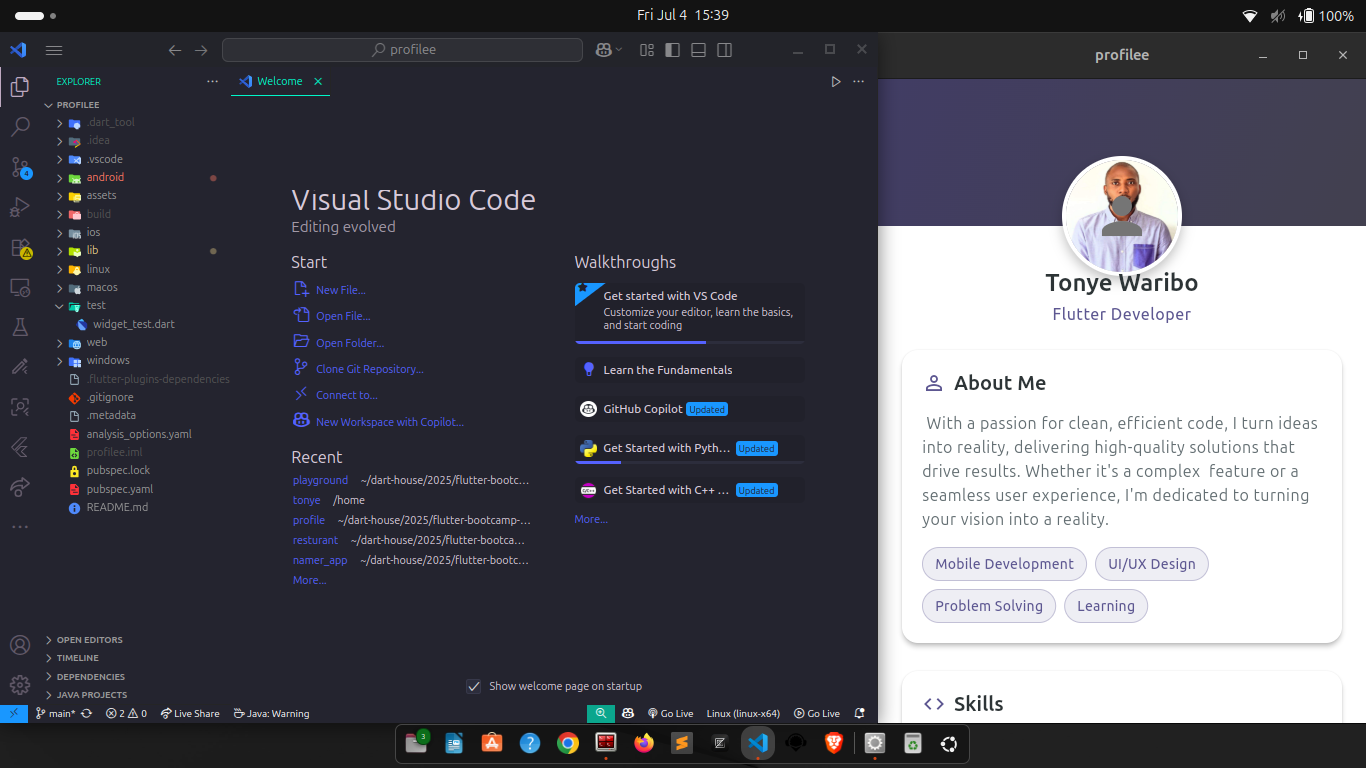 Fri Jul 4 15:39
100%
profilee
EXPLORER
Welcome
PROFILEE
.dart_tool
.idea
.vscode
android
assets
build
ios
lib
linux
macos
test
widget_test.dart
web
windows
.flutter-plugins-dependencies
.gitignore
.metadata
analysis_options.yaml
profilee.iml
pubspec.lock
pubspec.yaml
README.md
OPEN EDITORS
TIMELINE
DEPENDENCIES
JAVA PROJECTS
4
Visual Studio Code
Editing evolved
Start
New File...
Open File...
Open Folder...
Clone Git Repository...
Connect to...
New Workspace with Copilot...
Recent
playground ~/dart-house/2025/flutter-bootc...
tonye /home
profile ~/dart-house/2025/flutter-bootcamp-...
resturant ~/dart-house/2025/flutter-bootca...
namer_app ~/dart-house/2025/flutter-bootc...
More...
Walkthroughs
Get started with VS Code
Customize your editor, learn the basics,
and start coding
Learn the Fundamentals
GitHub Copilot Updated
Get Started with Pyth... Updated
Get Started with C++ ... Updated
More...
Show welcome page on startup
main* 2 0 Live Share Java: Warning
Go Live Linux (linux-x64) Go Live
profilee
Tonye Waribo
Flutter Developer
About Me
With a passion for clean, efficient code, I turn ideas
into reality, delivering high-quality solutions that
drive results. Whether it's a complex feature or a
seamless user experience, I'm dedicated to turning
your vision into a reality.
Mobile Development UI/UX Design
Problem Solving Learning
Skills
3